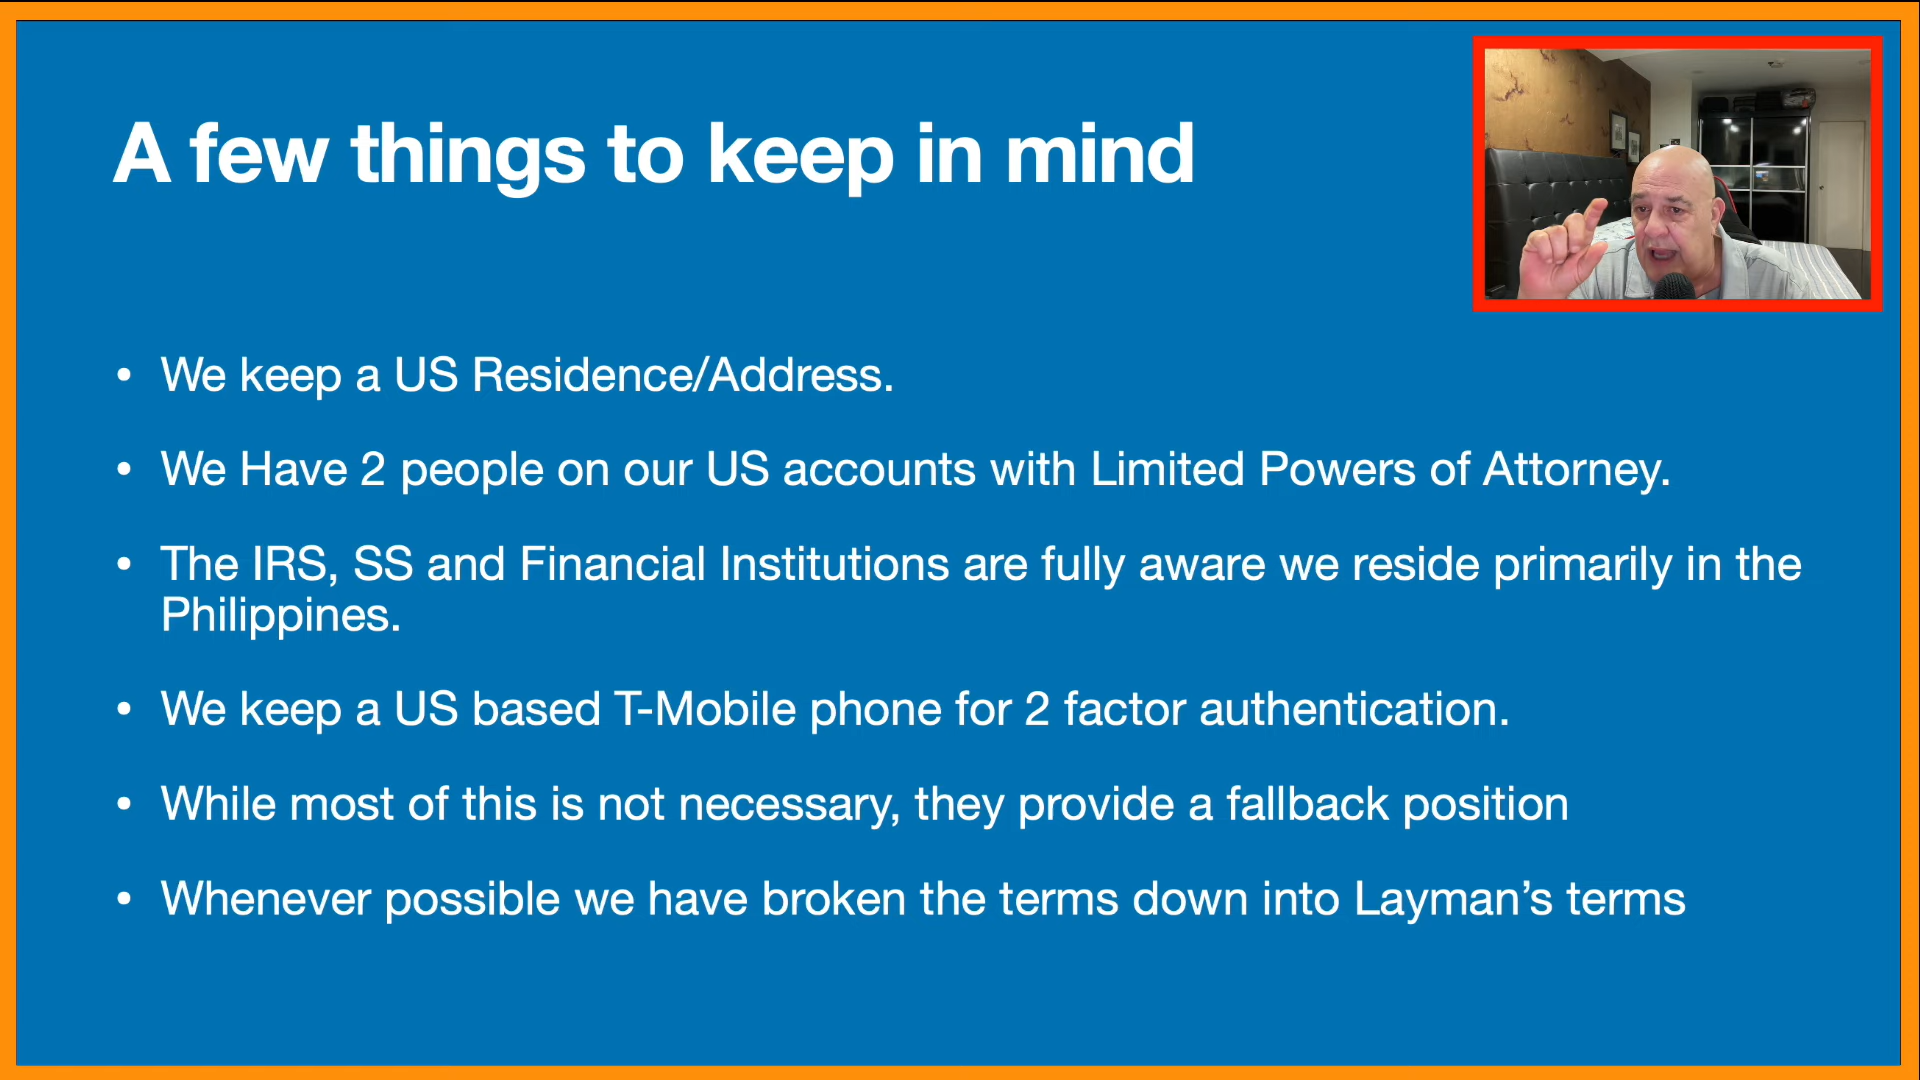 A few things to keep in mind
• We keep a US Residence/Address.
• We Have 2 people on our US accounts with Limited Powers of Attorney.
• The IRS, SS and Financial Institutions are fully aware we reside primarily in the
Philippines.
• We keep a US based T-Mobile phone for 2 factor authentication.
• While most of this is not necessary, they provide a fallback position
• Whenever possible we have broken the terms down into Layman’s terms